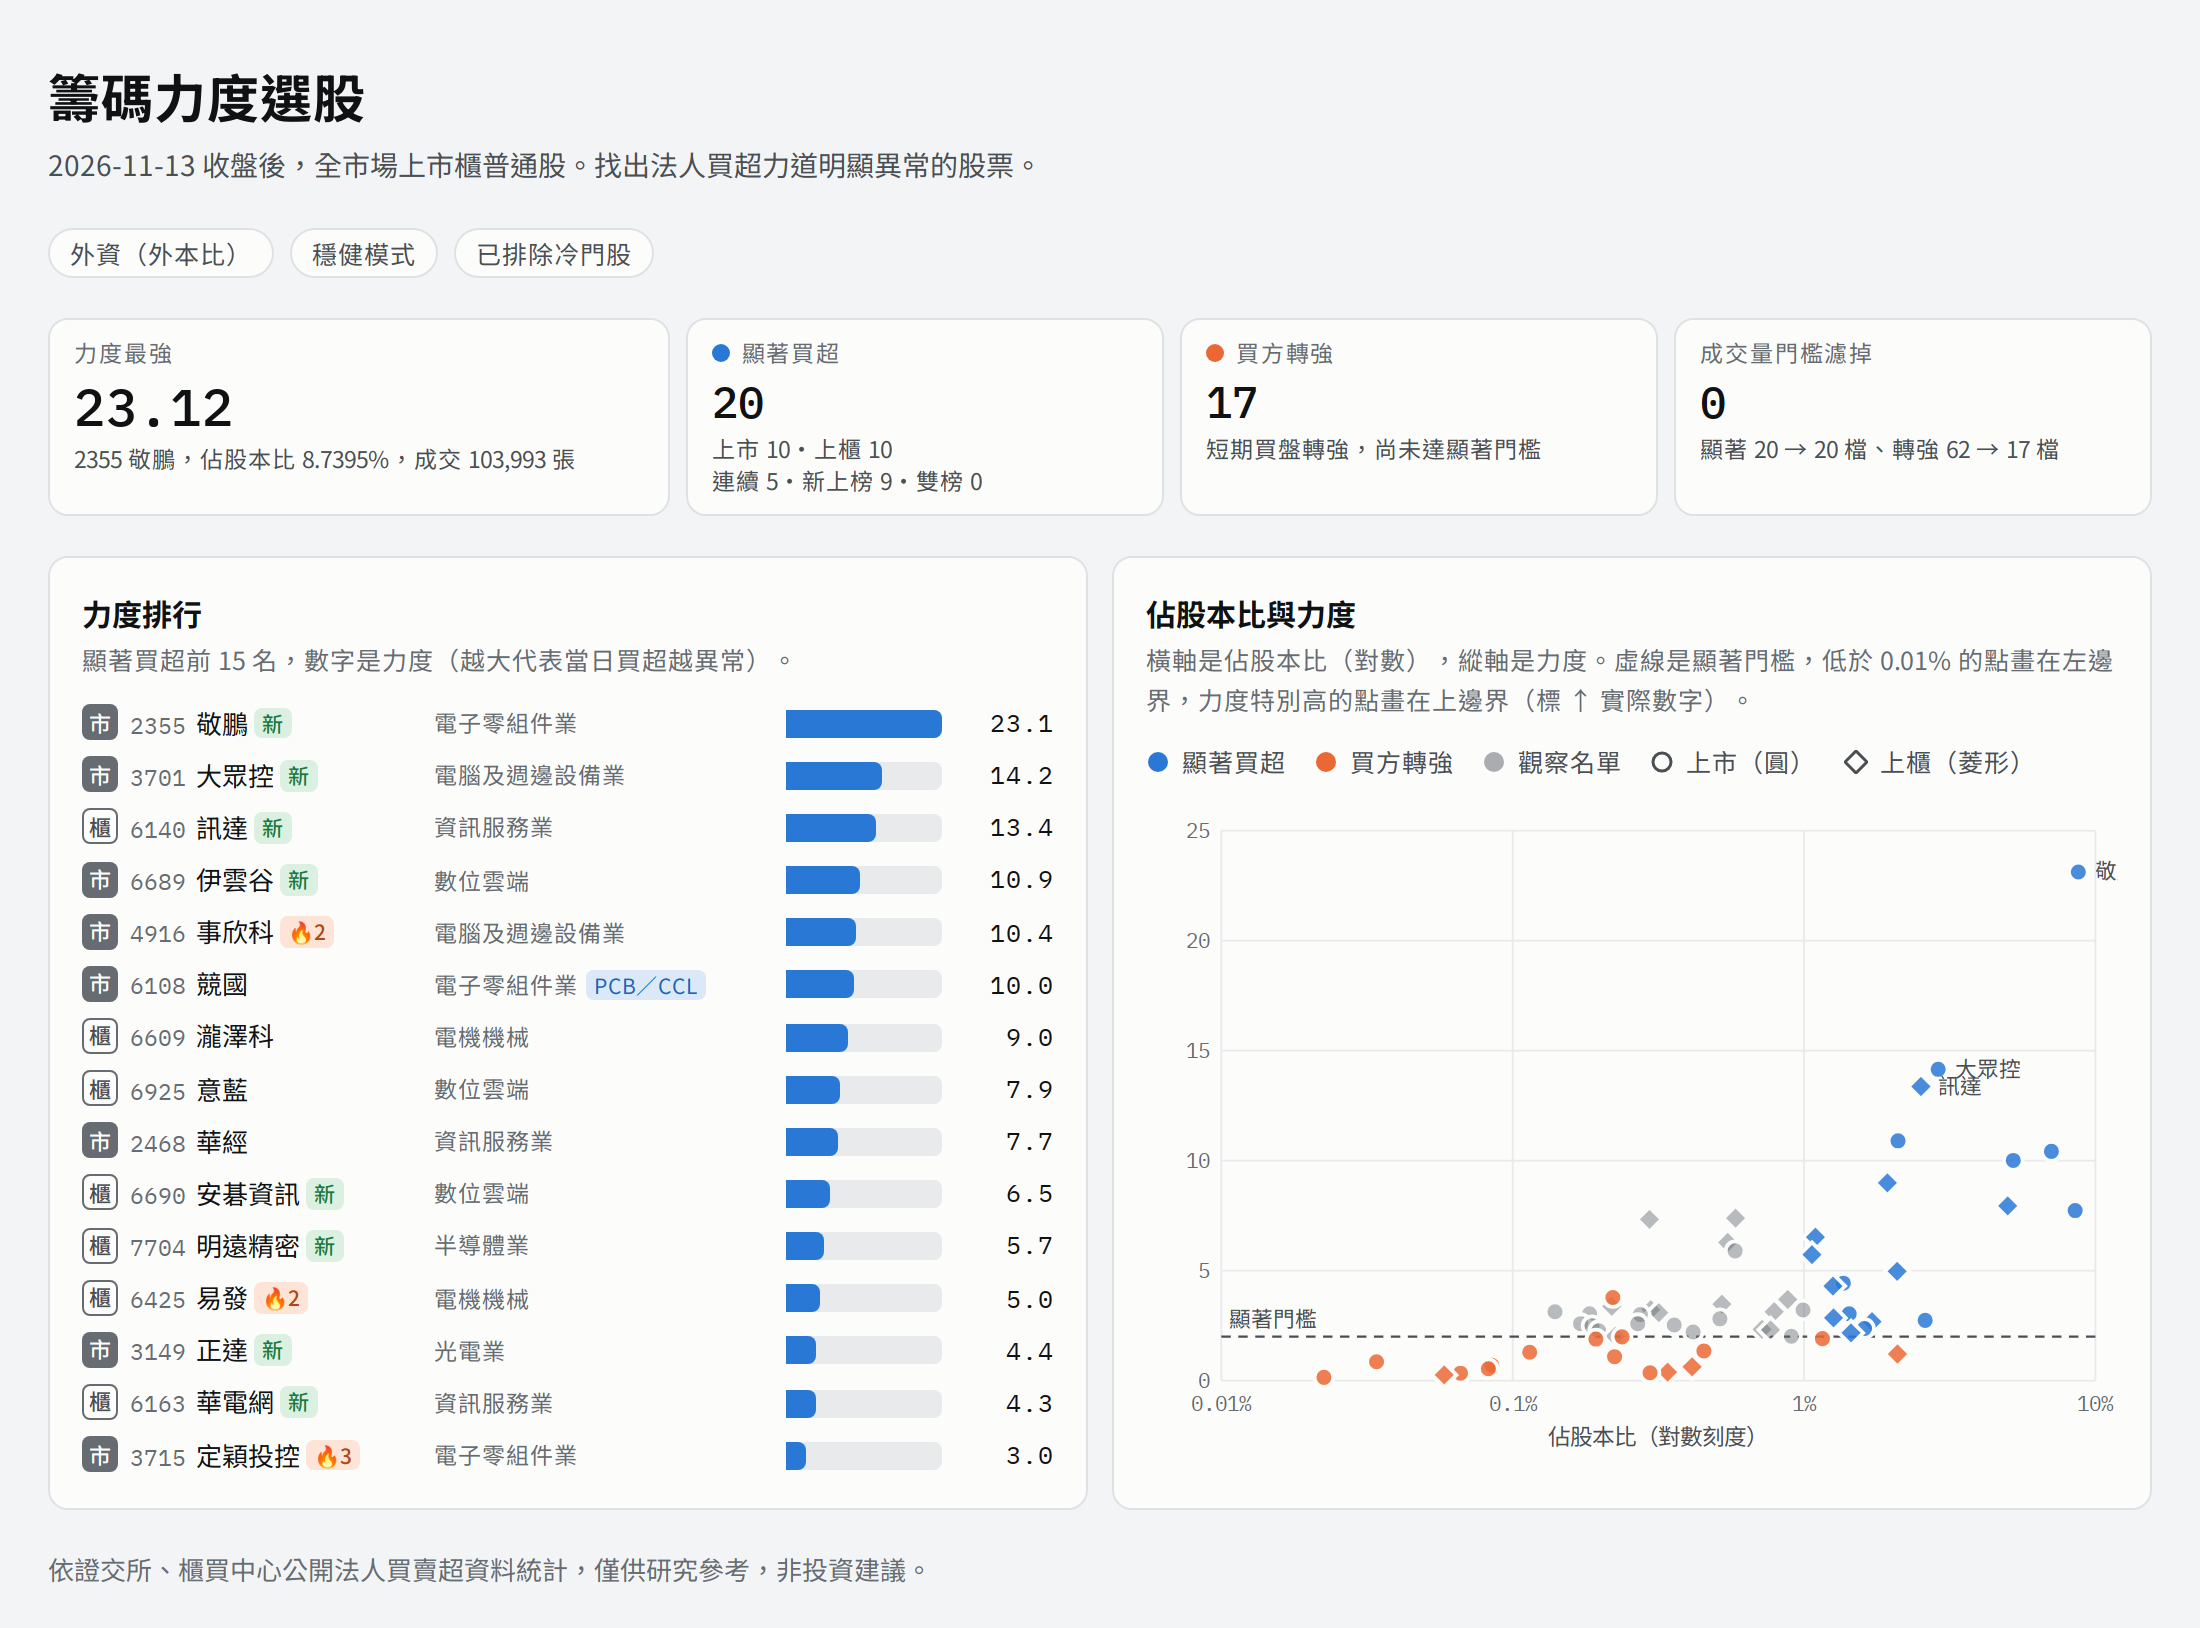 籌碼力度選股
2026-11-13 收盤後，全市場上市櫃普通股。找出法人買超力道明顯異常的股票。
外資（外本比） 穩健模式 已排除冷門股
力度最強
23.12
2355 敬鵬，佔股本比 8.7395%，成交 103,993 張
顯著買超
20
上市 10・上櫃 10
連續 5・新上榜 9・雙榜 0
買方轉強
17
短期買盤轉強，尚未達顯著門檻
成交量門檻濾掉
0
顯著 20 → 20 檔、轉強 62 → 17 檔
力度排行
顯著買超前 15 名，數字是力度（越大代表當日買超越異常）。
市 2355 敬鵬 新 電子零組件業 23.1
市 3701 大眾控 新 電腦及週邊設備業 14.2
櫃 6140 訊達 新 資訊服務業 13.4
市 6689 伊雲谷 新 數位雲端 10.9
市 4916 事欣科 🔥2 電腦及週邊設備業 10.4
市 6108 競國 電子零組件業 PCB／CCL 10.0
櫃 6609 瀧澤科 電機機械 9.0
櫃 6925 意藍 數位雲端 7.9
市 2468 華經 資訊服務業 7.7
櫃 6690 安碁資訊 新 數位雲端 6.5
櫃 7704 明遠精密 新 半導體業 5.7
櫃 6425 易發 🔥2 電機機械 5.0
市 3149 正達 新 光電業 4.4
櫃 6163 華電網 新 資訊服務業 4.3
市 3715 定穎投控 🔥3 電子零組件業 3.0
佔股本比與力度
橫軸是佔股本比（對數），縱軸是力度。虛線是顯著門檻，低於 0.01% 的點畫在左邊
界，力度特別高的點畫在上邊界（標 ↑ 實際數字）。
顯著買超 買方轉強 觀察名單 上市（圓） 上櫃（菱形）
25
敬
20
15
大眾控
訊達
10
5
顯著門檻
0
0.01% 0.1% 1% 10%
佔股本比（對數刻度）
依證交所、櫃買中心公開法人買賣超資料統計，僅供研究參考，非投資建議。